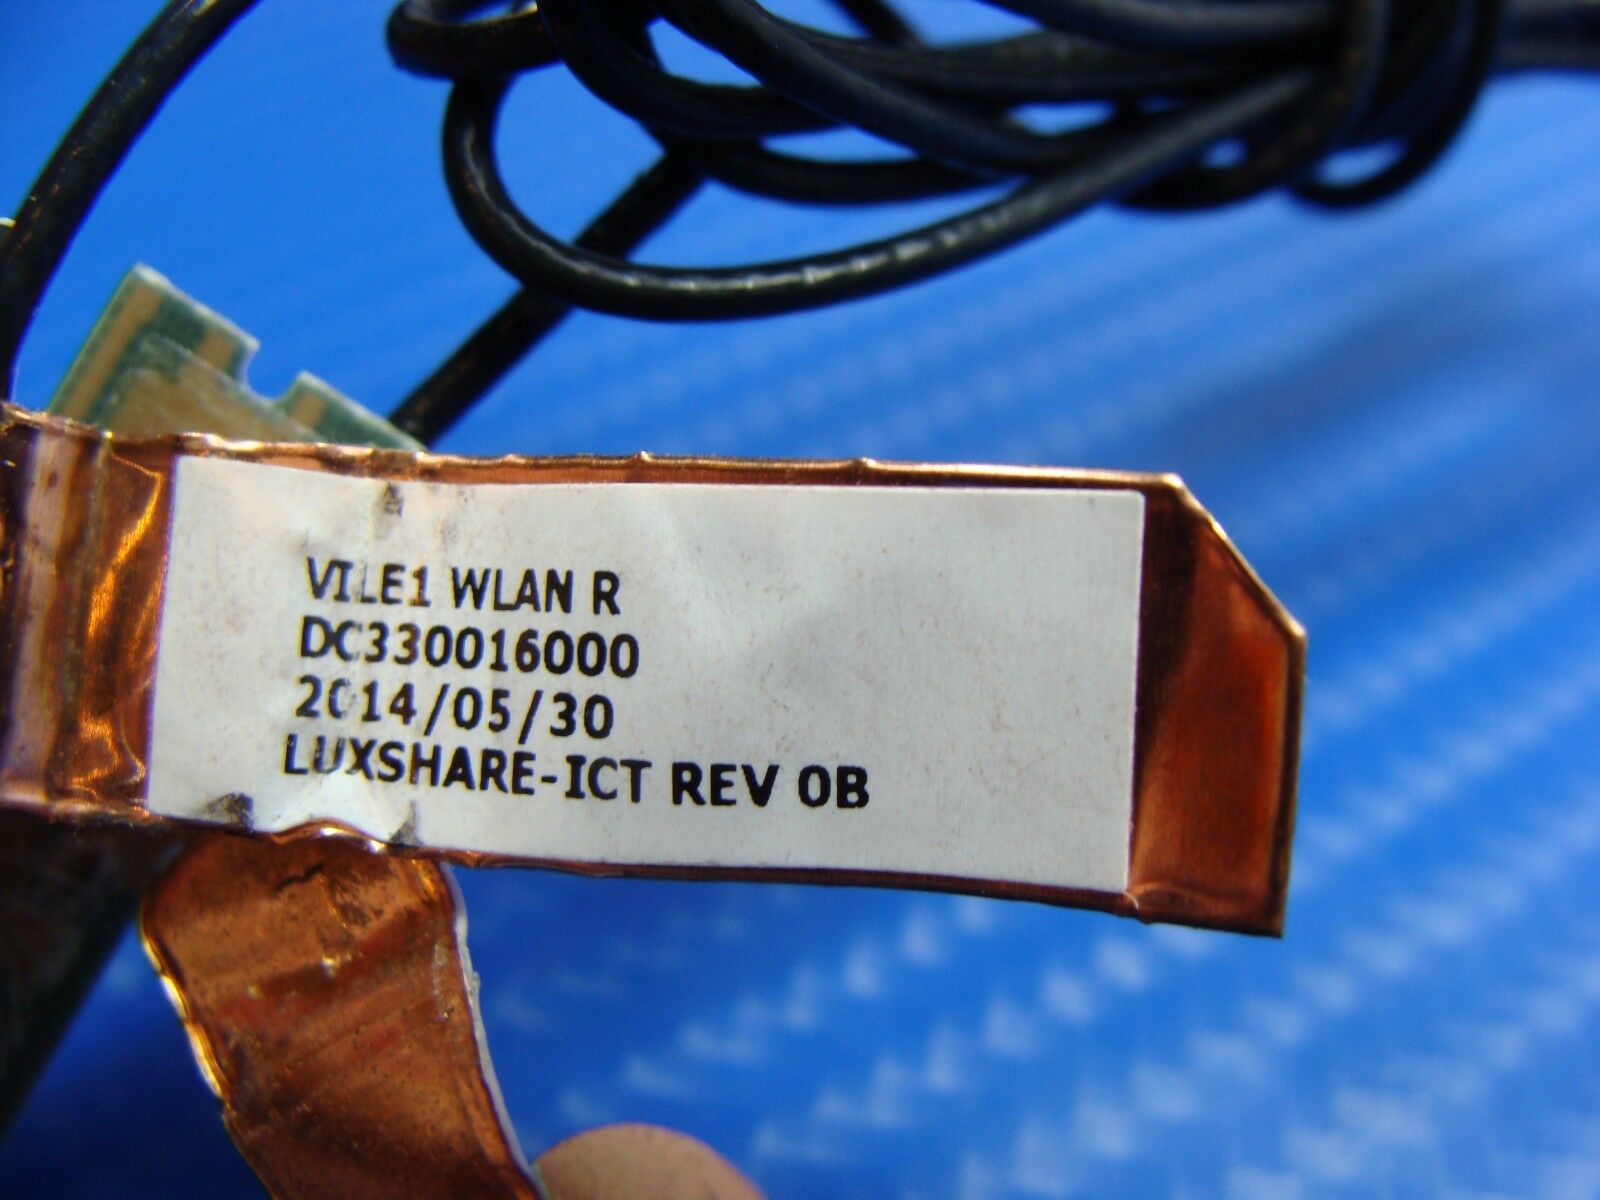 VILE1 WLAN R
DC330016000
2014/05/30
LUXSHARE-ICT REV 0B